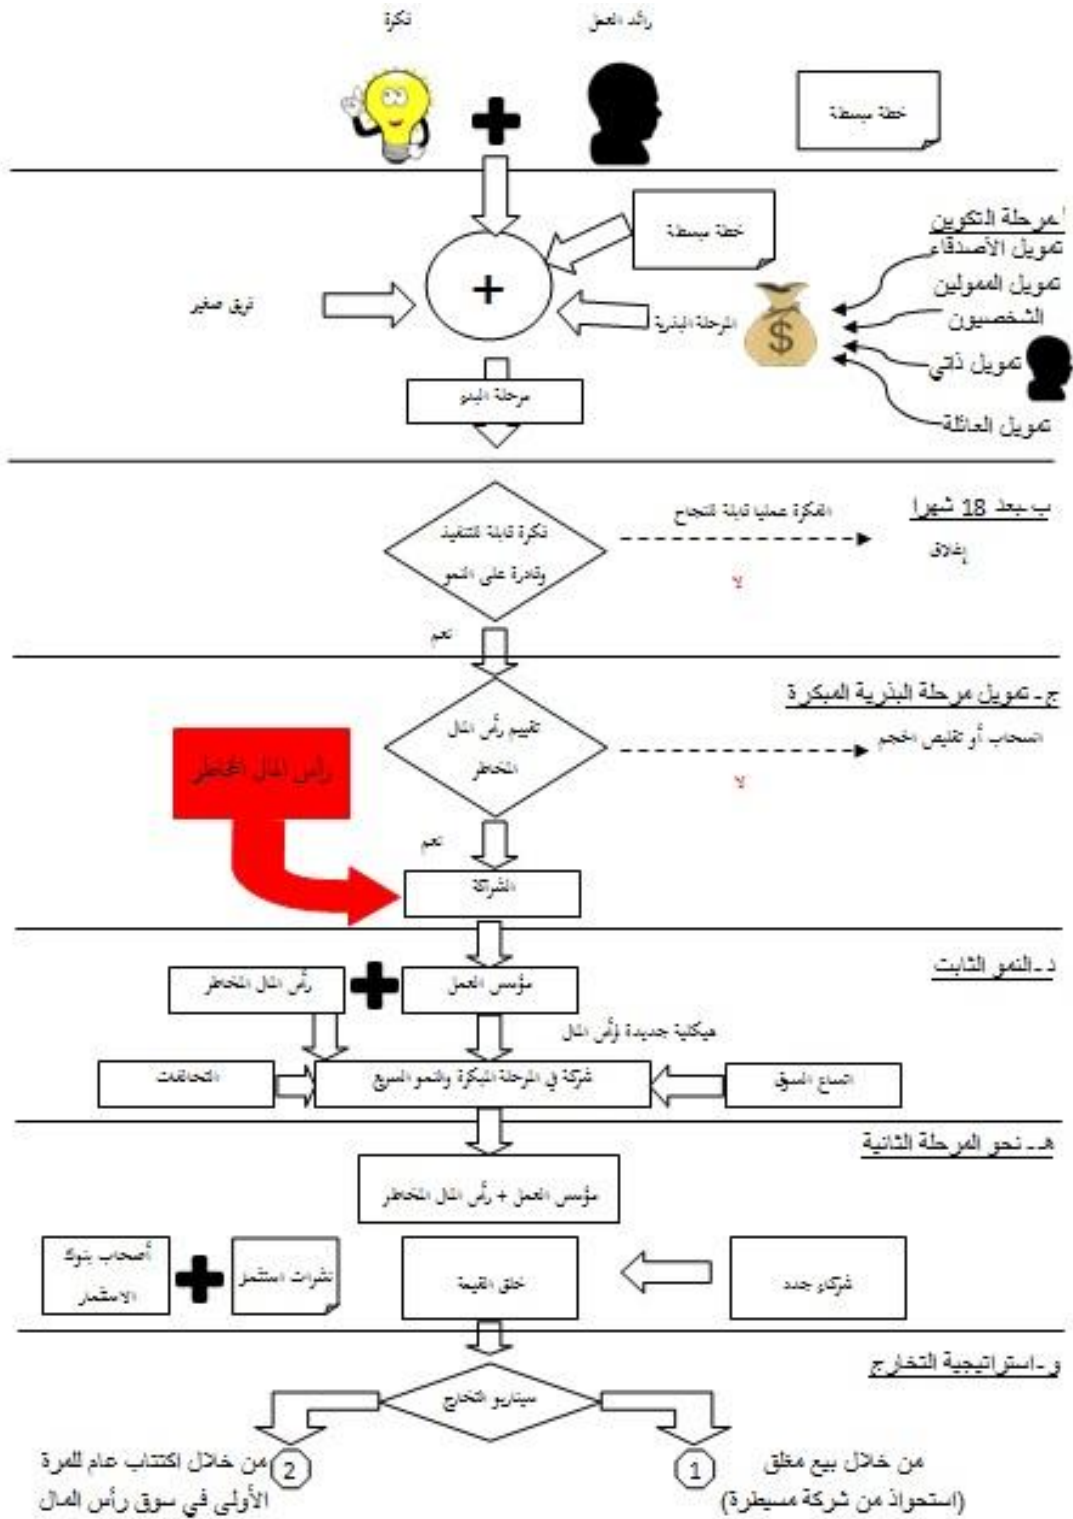 رائد العمل
فكرة
خطة مبسطة
أمرحلة التكوين
خطة مبسطة
تمويل الأصدقاء
تمويل الممولين
الشخصيون
تمويل ذاتي
تمويل العائلة
$
المرحلة البذرية
+
فريق صغير
مرحلة البدو
ب-بعد 18 شهرا
إغلاق
الفكرة عمليا قابلة للنجاح
لا
فكرة قابلة للتنفيذ
وقادرة على النمو
نعم
ج- تمويل مرحلة البذرية المبكرة
انسحاب أو تقليص الحجم
لا
تقييم رأس المال
المخاطر
رأس المال المخاطر
نعم
الشراكة
د-النمو الثابت
مؤسس العمل
رأس المال المخاطر
هيكلية جديدة لرأس المال
اتساع السوق
شركة في المرحلة المبكرة والنمو السريع
التحالفات
هـ- نحو المرحلة الثانية
مؤسس العمل + رأس المال المخاطر
شركاء جدد
خلق القيمة
نشرات استثمار
أصحاب بنوك
الاستثمار
و-استراتيجية التخارج
سيناريو التخارج
1
من خلال بيع مغلق
(استحواذ من شركة مسيطرة)
2
من خلال اكتتاب عام للمرة
الأولى في سوق رأس المال